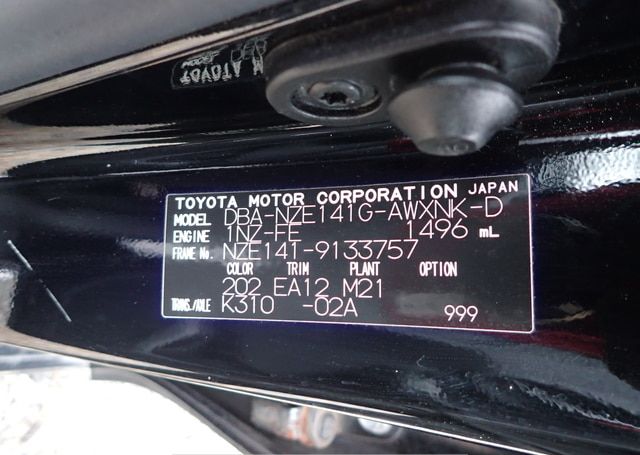 TOYOTA MOTOR CORPORATION JAPAN
MODEL DBA-NZE141G-AWXNK-D
ENGINE 1NZ-FE 1496 mL
FRAME No. NZE141-9133757
COLOR TRIM PLANT OPTION
202 EA12 M21
TRANS./AXLE K310 -02A 999